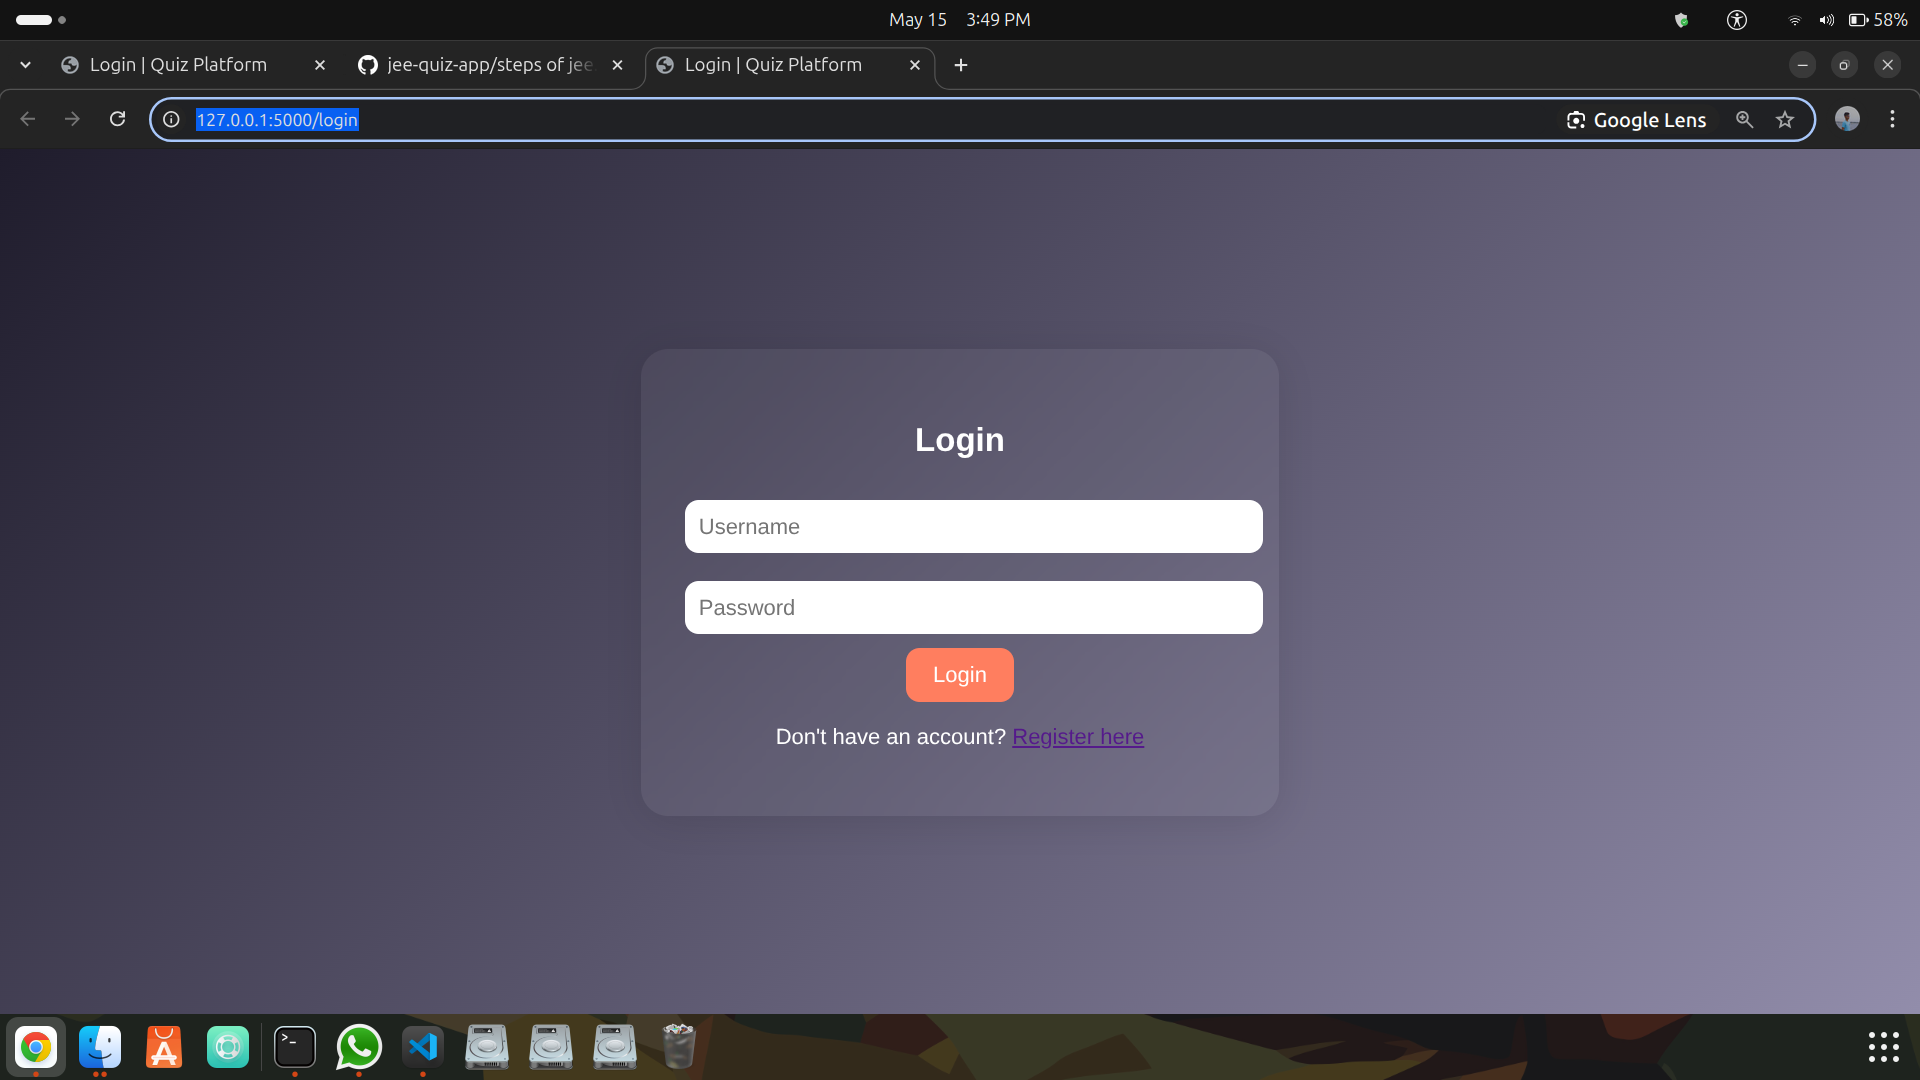 May 15 3:49 PM
58%
Login | Quiz Platform
jee-quiz-app/steps of jee
Login | Quiz Platform
127.0.0.1:5000/login
Google Lens
Login
Username
Password
Login
Don't have an account? Register here